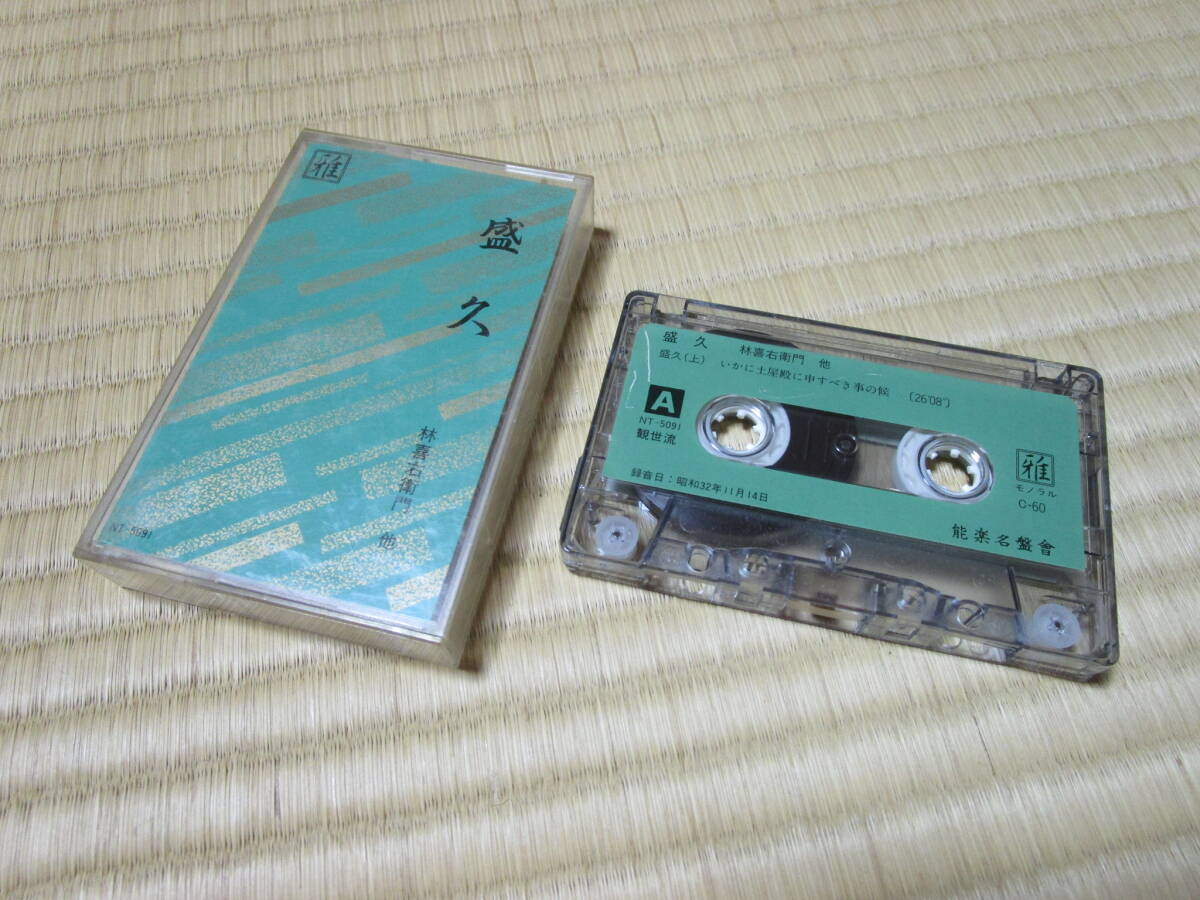 雅
盛久
林喜右衛門 他
NT-5091
盛久 林喜右衛門 他
盛久(上) いかに土屋殿に申すべき事の候 〔26'08"〕
A
NT-5091
観世流
録音日:昭和32年11月14日
雅
モノラル
C-60
能楽名盤會